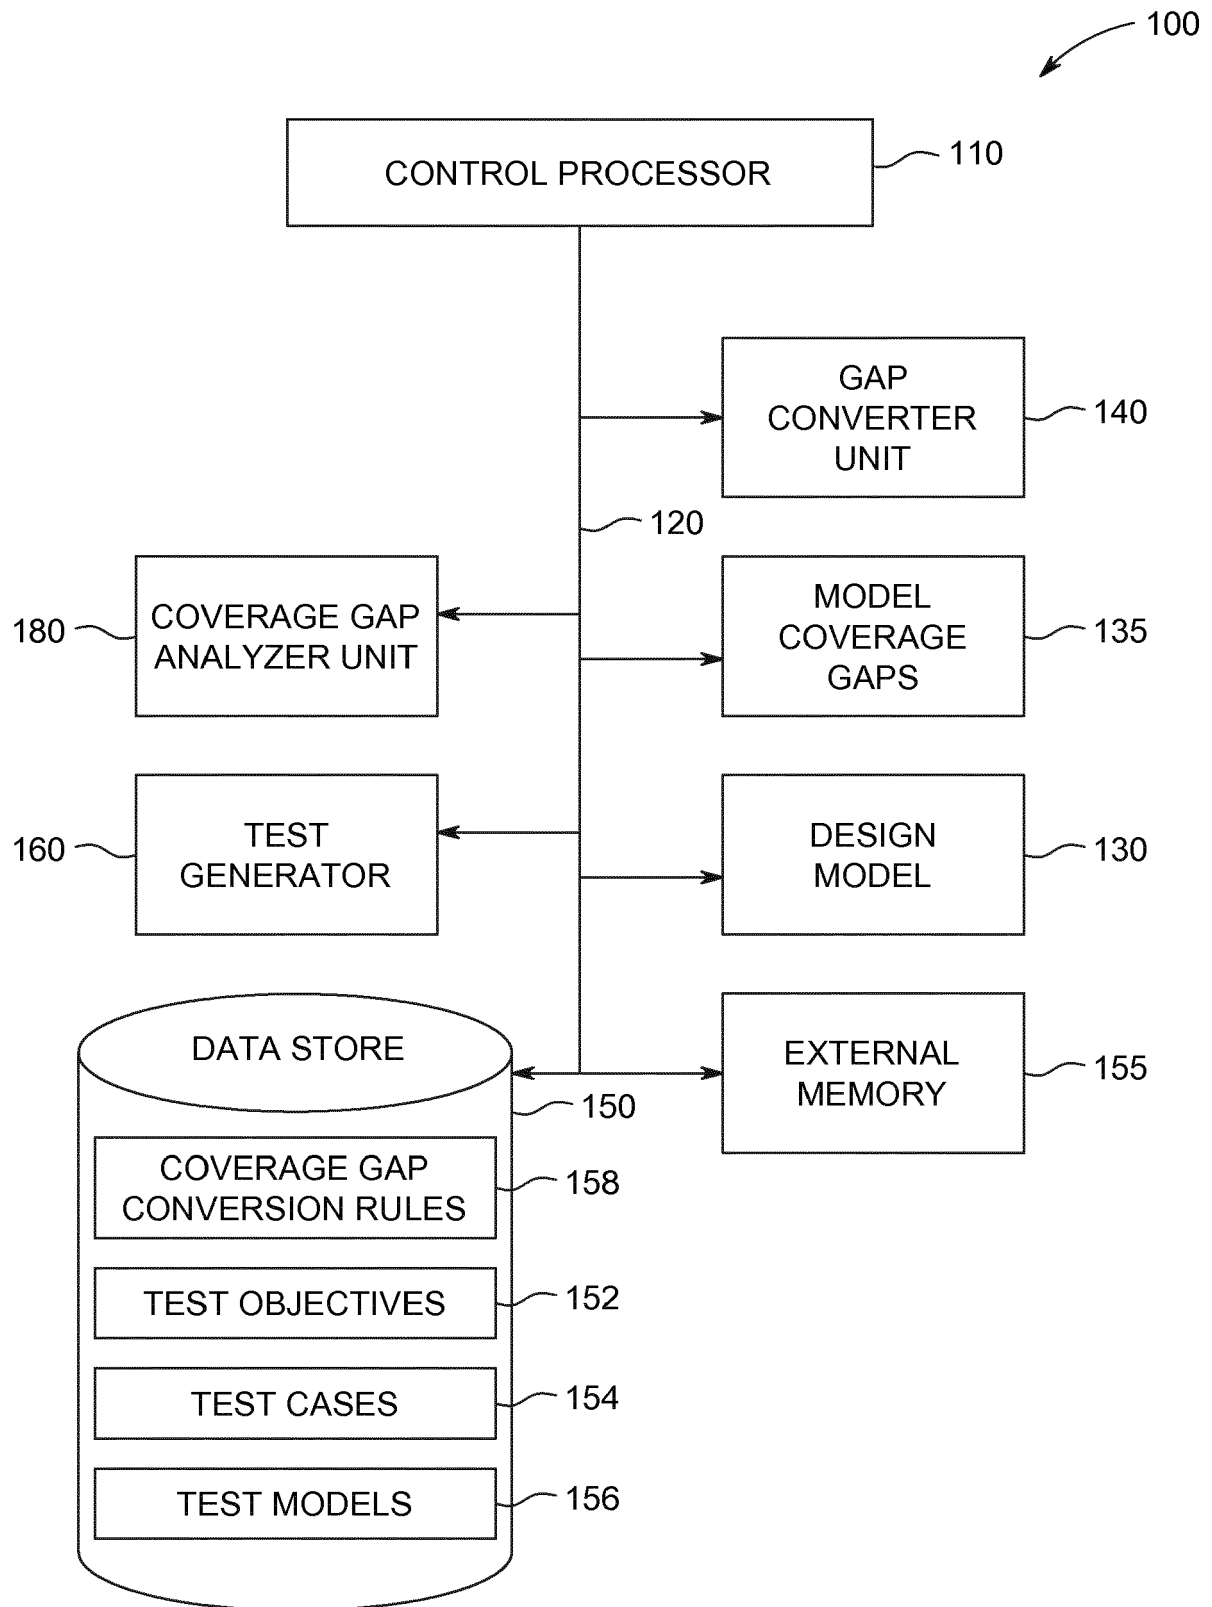 100
CONTROL PROCESSOR
110
GAP
CONVERTER
UNIT
140
120
COVERAGE GAP
ANALYZER UNIT
180
MODEL
COVERAGE
GAPS
135
TEST
GENERATOR
160
DESIGN
MODEL
130
DATA STORE
150
EXTERNAL
MEMORY
155
COVERAGE GAP
CONVERSION RULES
158
TEST OBJECTIVES
152
TEST CASES
154
TEST MODELS
156